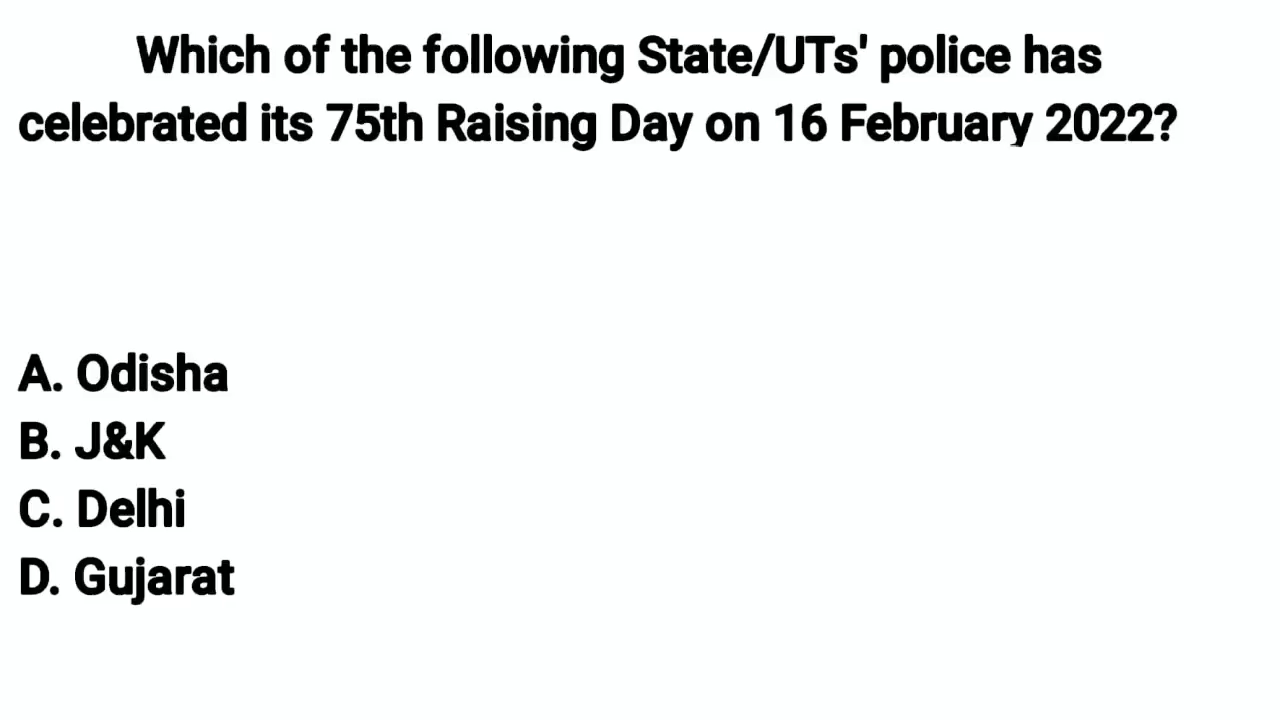 Which of the following State/UTs' police has
celebrated its 75th Raising Day on 16 February 2022?
A. Odisha
B. J&K
C. Delhi
D. Gujarat